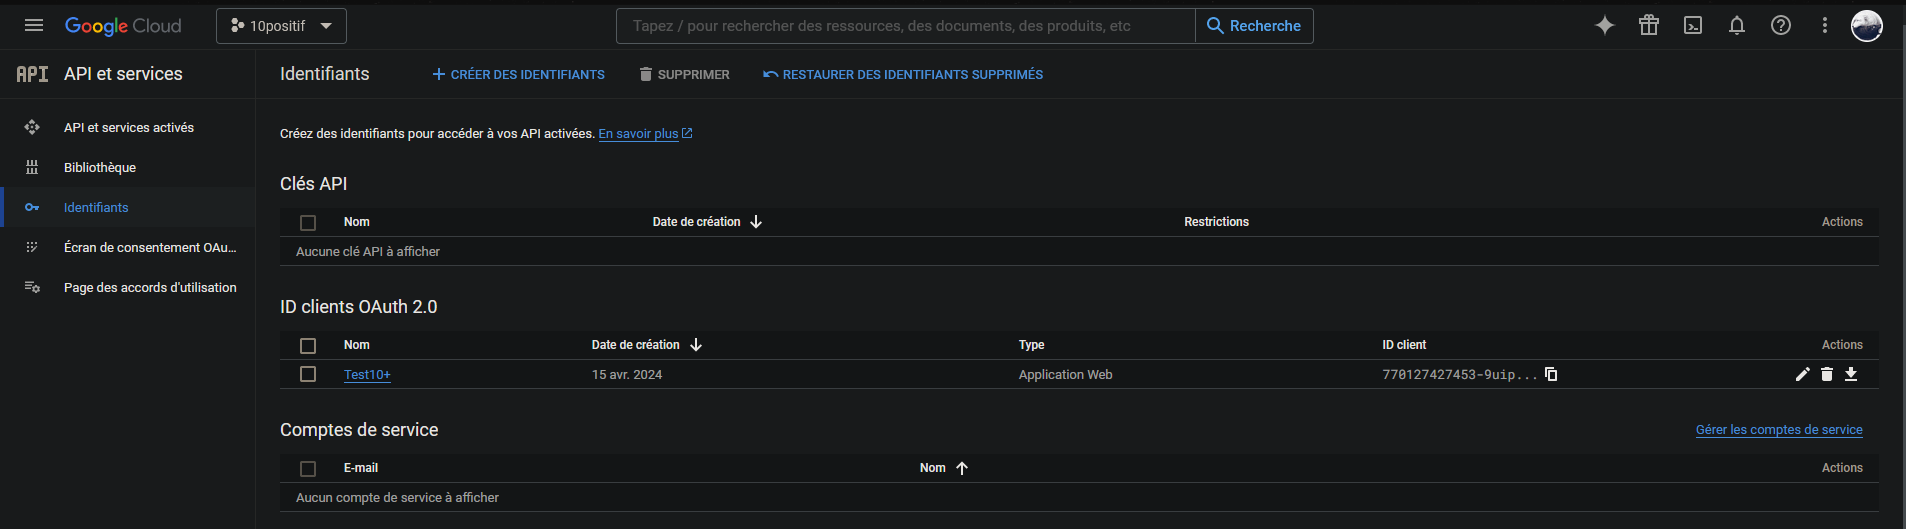 Google Cloud
10positif
Tapez / pour rechercher des ressources, des documents, des produits, etc
Recherche
API
API et services
Identifiants
CRÉER DES IDENTIFIANTS
SUPPRIMER
RESTAURER DES IDENTIFIANTS SUPPRIMÉS
API et services activés
Bibliothèque
Identifiants
Écran de consentement OAu...
Page des accords d'utilisation
Créez des identifiants pour accéder à vos API activées. En savoir plus
Clés API
Nom Date de création Restrictions Actions
Aucune clé API à afficher
ID clients OAuth 2.0
Nom Date de création Type ID client Actions
Test10+ 15 avr. 2024 Application Web 770127427453-9uip...
Comptes de service
Gérer les comptes de service
E-mail Nom Actions
Aucun compte de service à afficher